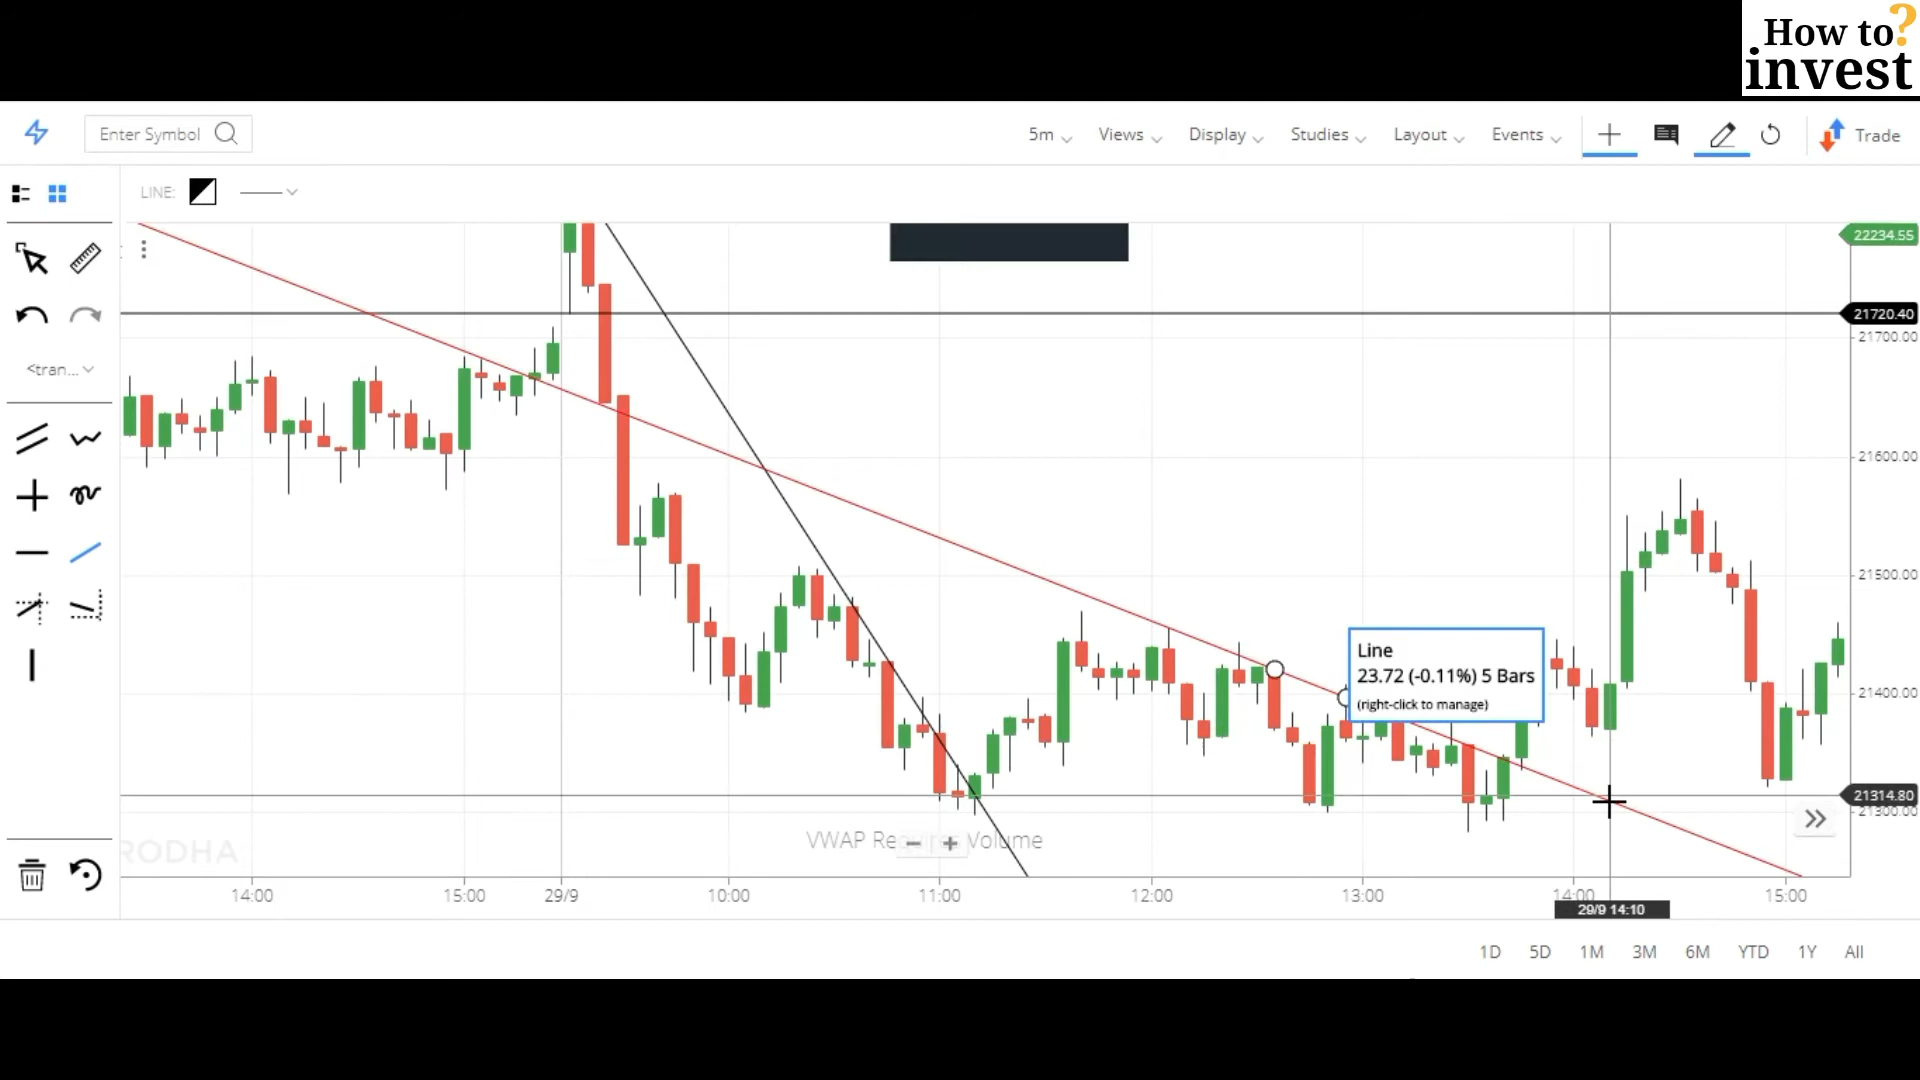 How to?
invest
Enter Symbol
5m
Views
Display
Studies
Layout
Events
Trade
LINE:
<tran...
22234.55
21720.40
21700.00
21600.00
21500.00
21400.00
21314.80
21300.00
Line
23.72 (-0.11%) 5 Bars
(right-click to manage)
VWAP Re
Volume
RODHA
14:00
15:00
29/9
10:00
11:00
12:00
13:00
14:00
15:00
29/9 14:10
1D
5D
1M
3M
6M
YTD
1Y
All